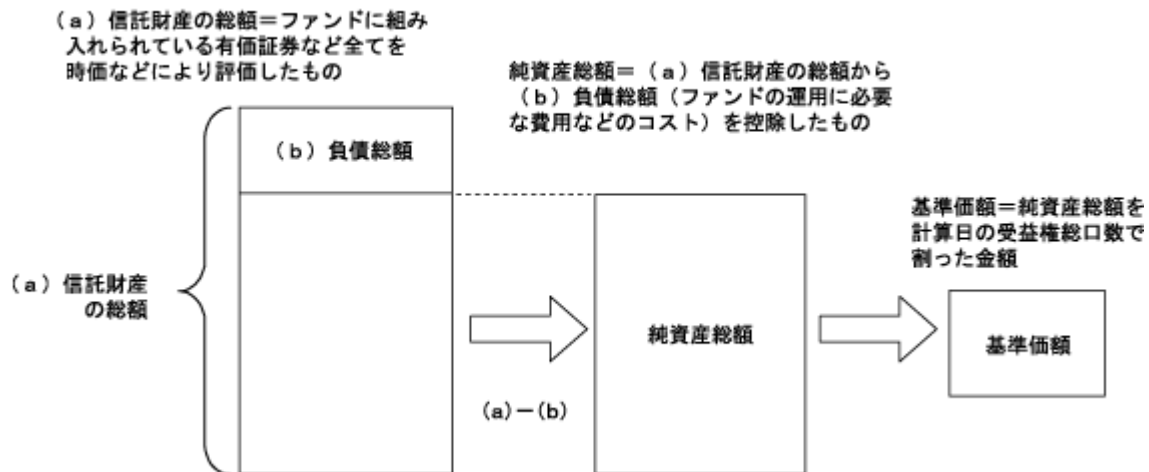 (a)信託財産の総額=ファンドに組み
入れられている有価証券など全てを
時価などにより評価したもの
純資産総額=(a)信託財産の総額から
(b)負債総額(ファンドの運用に必要
な費用などのコスト)を控除したもの
(b)負債総額
基準価額=純資産総額を
計算日の受益権総口数で
割った金額
(a)信託財産
の総額
純資産総額
基準価額
(a)-(b)